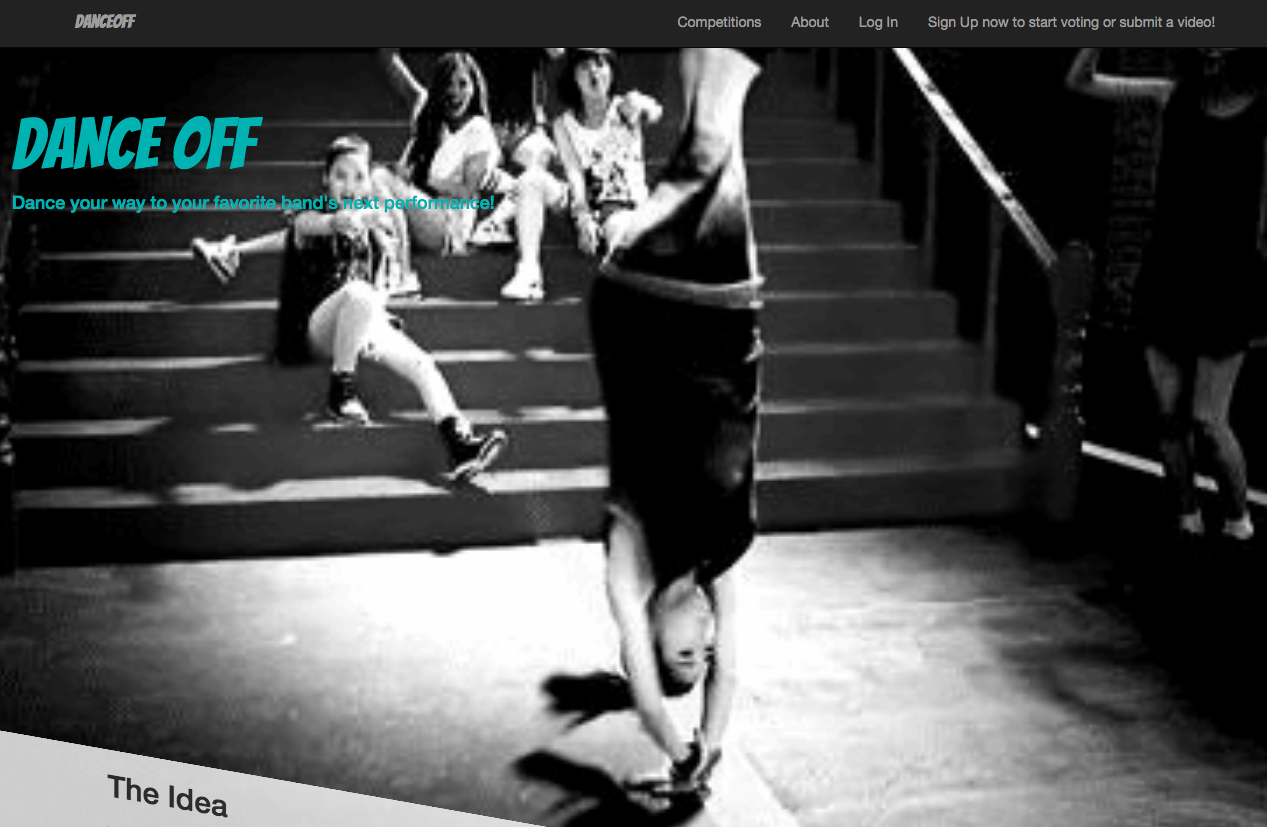 DANCEOFF
Competitions About Log In Sign Up now to start voting or submit a video!
DANCE OFF
Dance your way to your favorite band's next performance!
The Idea